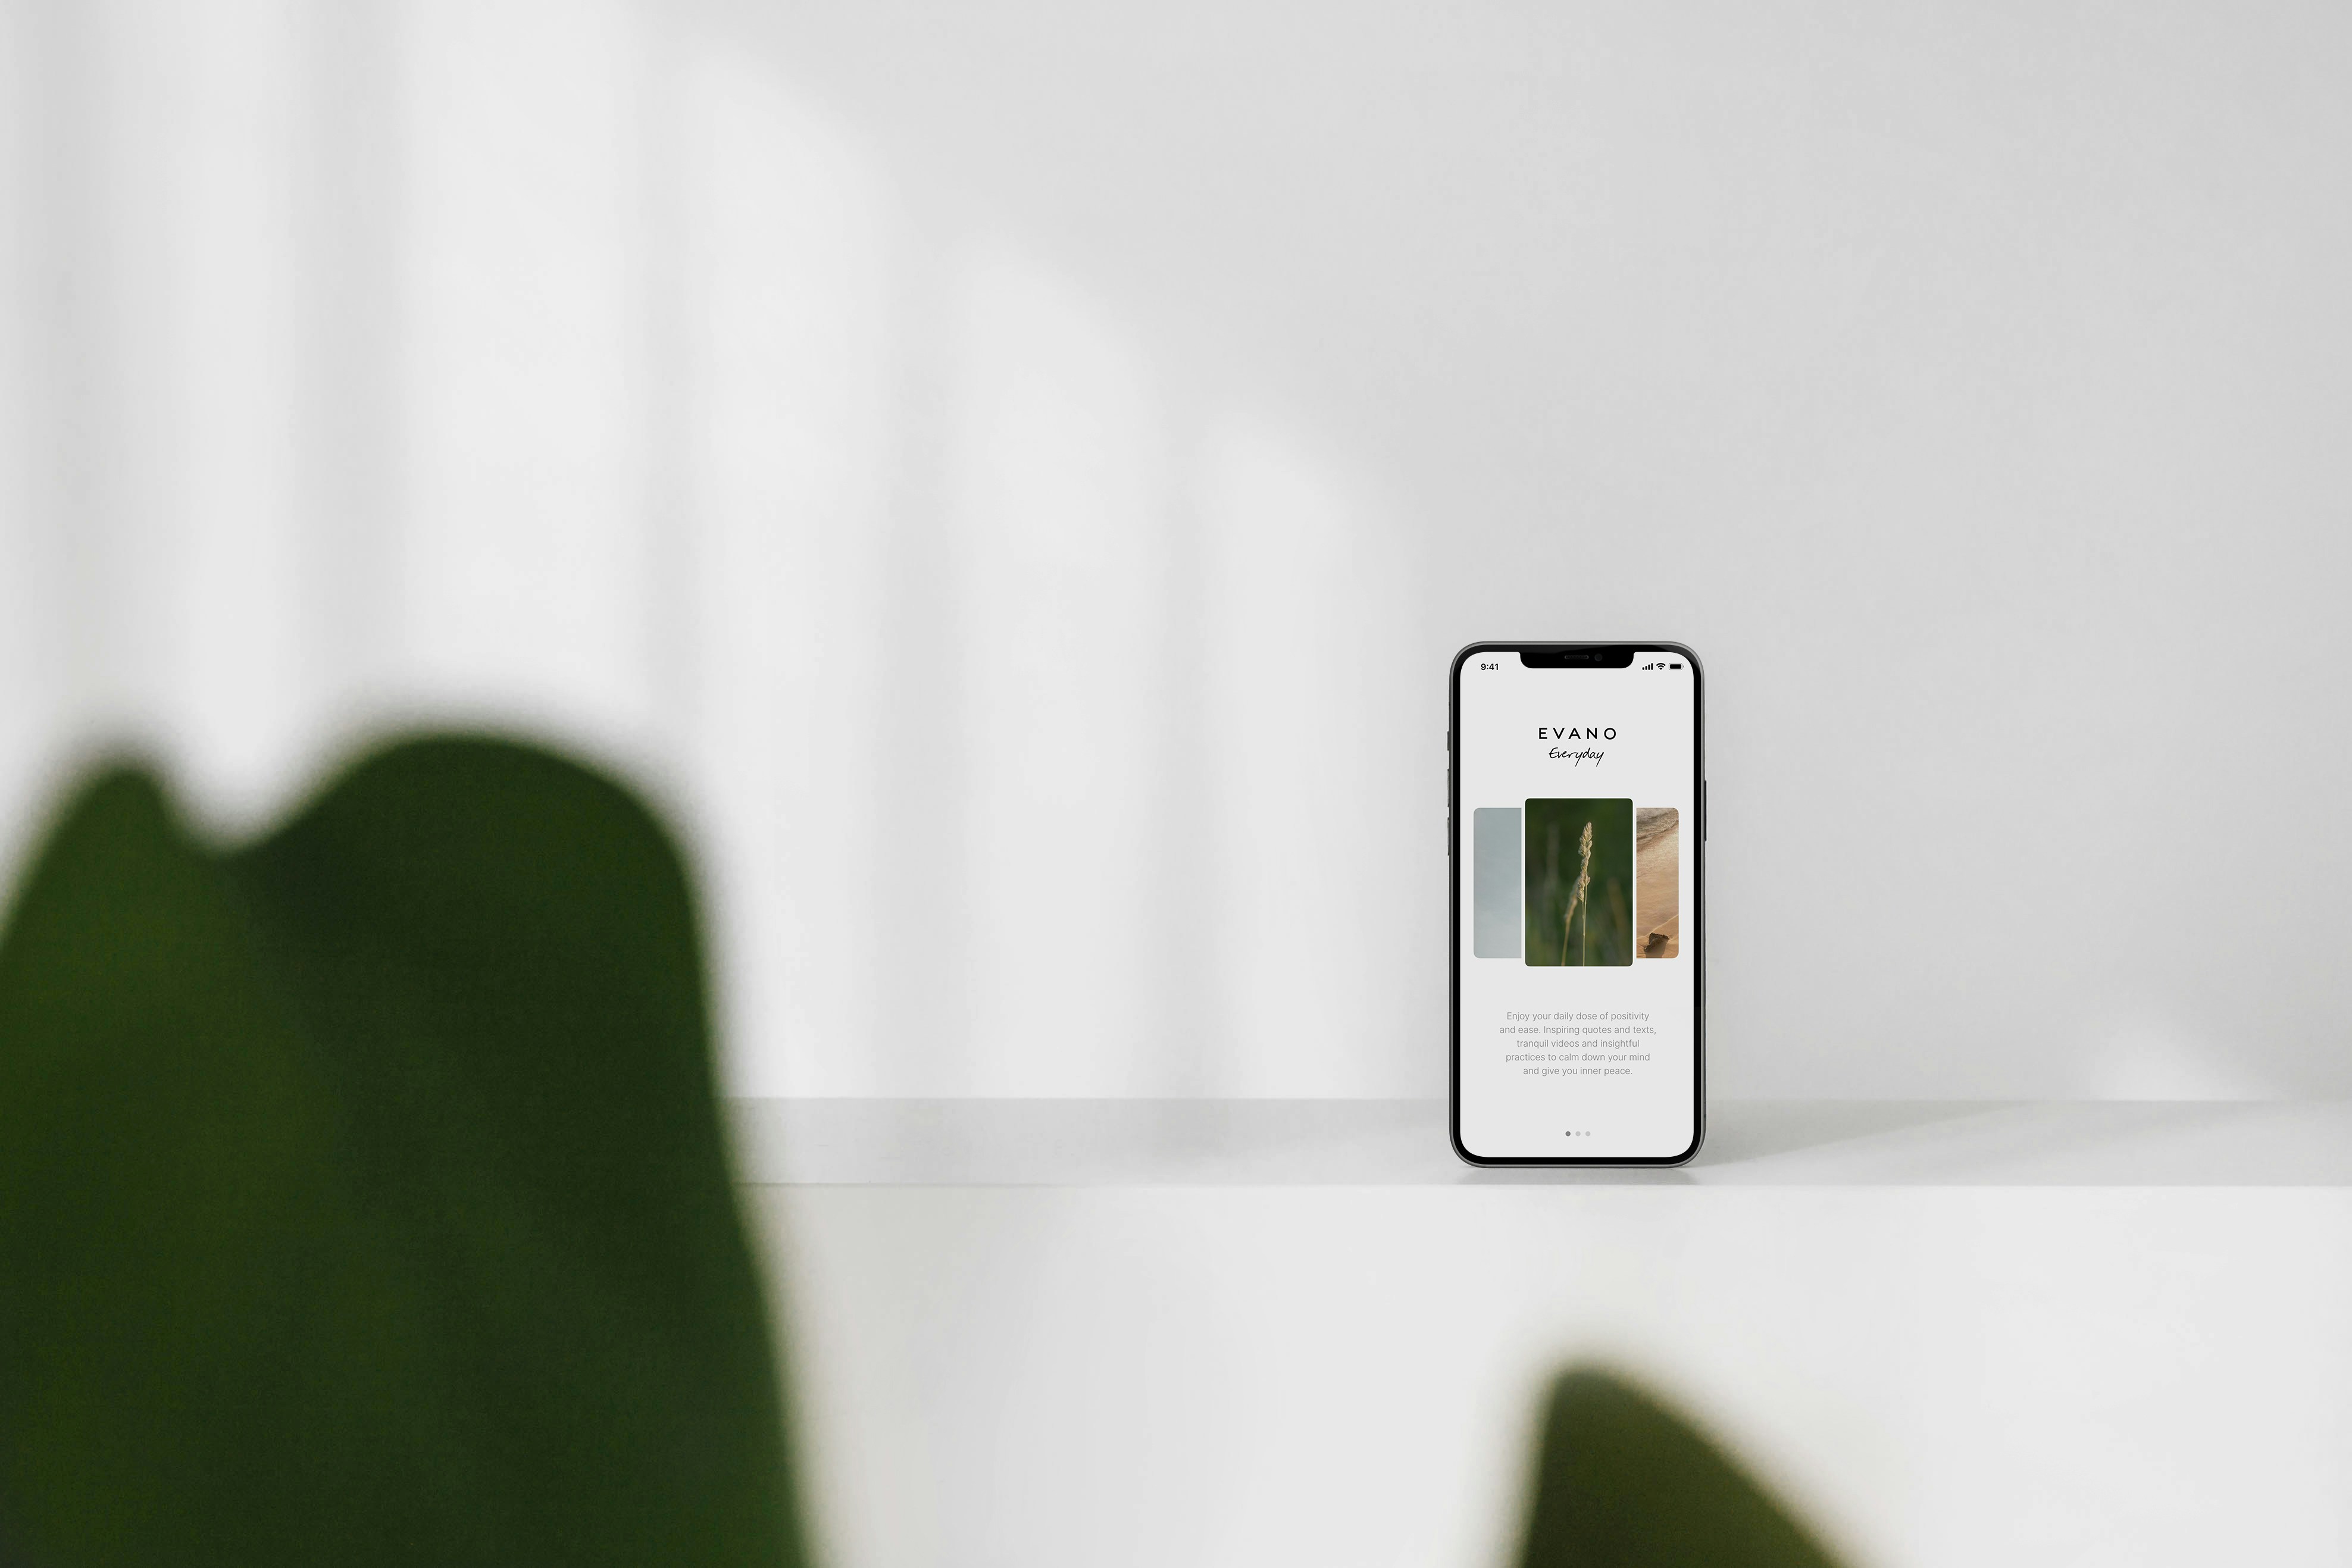 9:41
EVANO
Everyday
Enjoy your daily dose of positivity
and ease. Inspiring quotes and texts,
tranquil videos and insightful
practices to calm down your mind
and give you inner peace.